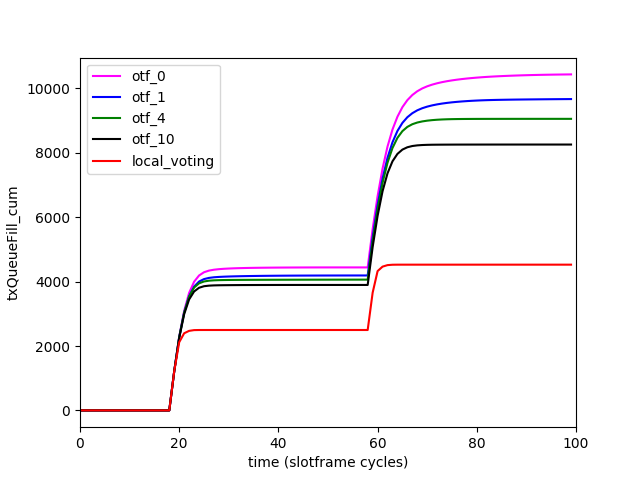 otf_0
otf_1
otf_4
otf_10
local_voting
10000
8000
6000
4000
2000
0
txQueueFill_cum
0 20 40 60 80 100
time (slotframe cycles)